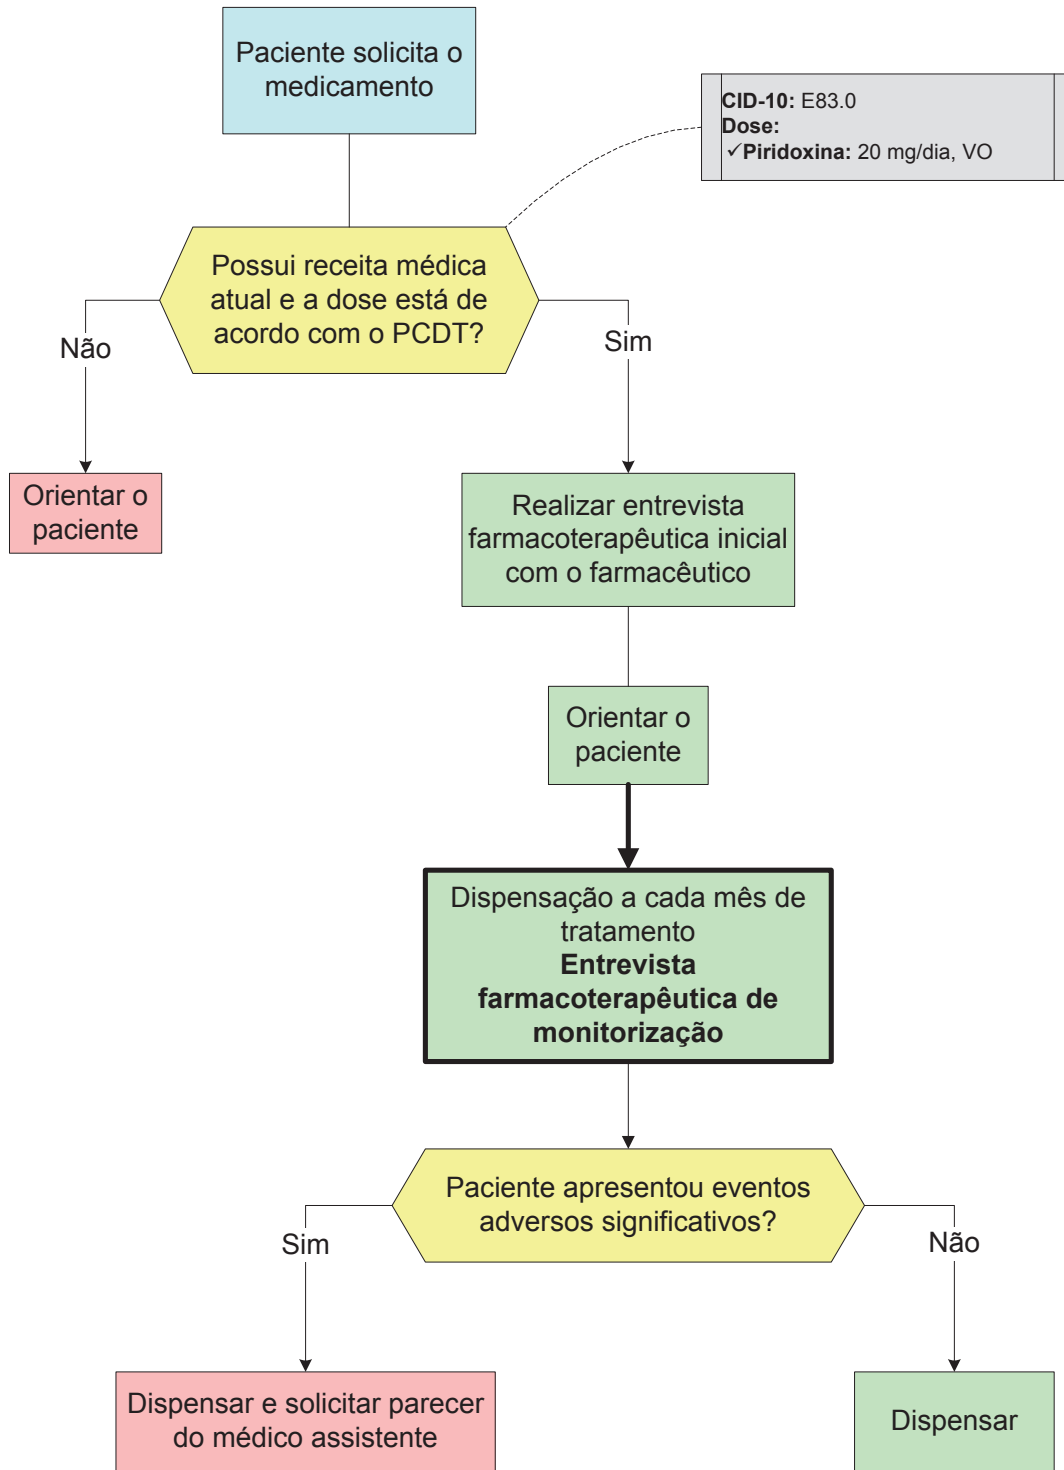 Paciente solicita o
medicamento
CID-10: E83.0
Dose:
✓Piridoxina: 20 mg/dia, VO
Possui receita médica
atual e a dose está de
acordo com o PCDT?
Não
Sim
Orientar o
paciente
Realizar entrevista
farmacoterapêutica inicial
com o farmacêutico
Orientar o
paciente
Dispensação a cada mês de
tratamento
Entrevista
farmacoterapêutica de
monitorização
Paciente apresentou eventos
adversos significativos?
Sim
Não
Dispensar e solicitar parecer
do médico assistente
Dispensar